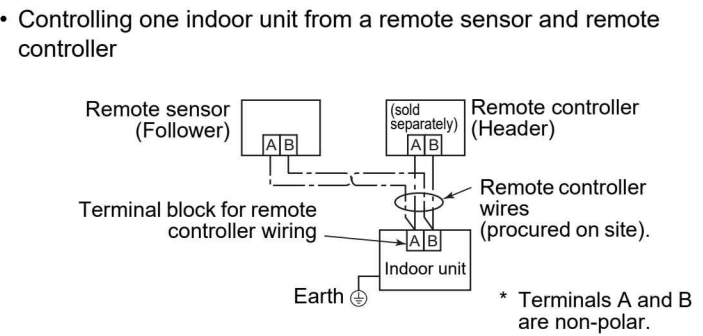 • Controlling one indoor unit from a remote sensor and remote
controller
Remote sensor
(Follower)
A B
(sold
separately)
A B
Remote controller
(Header)
Remote controller
wires
(procured on site).
Terminal block for remote
controller wiring
A B
Indoor unit
Earth
* Terminals A and B
are non-polar.